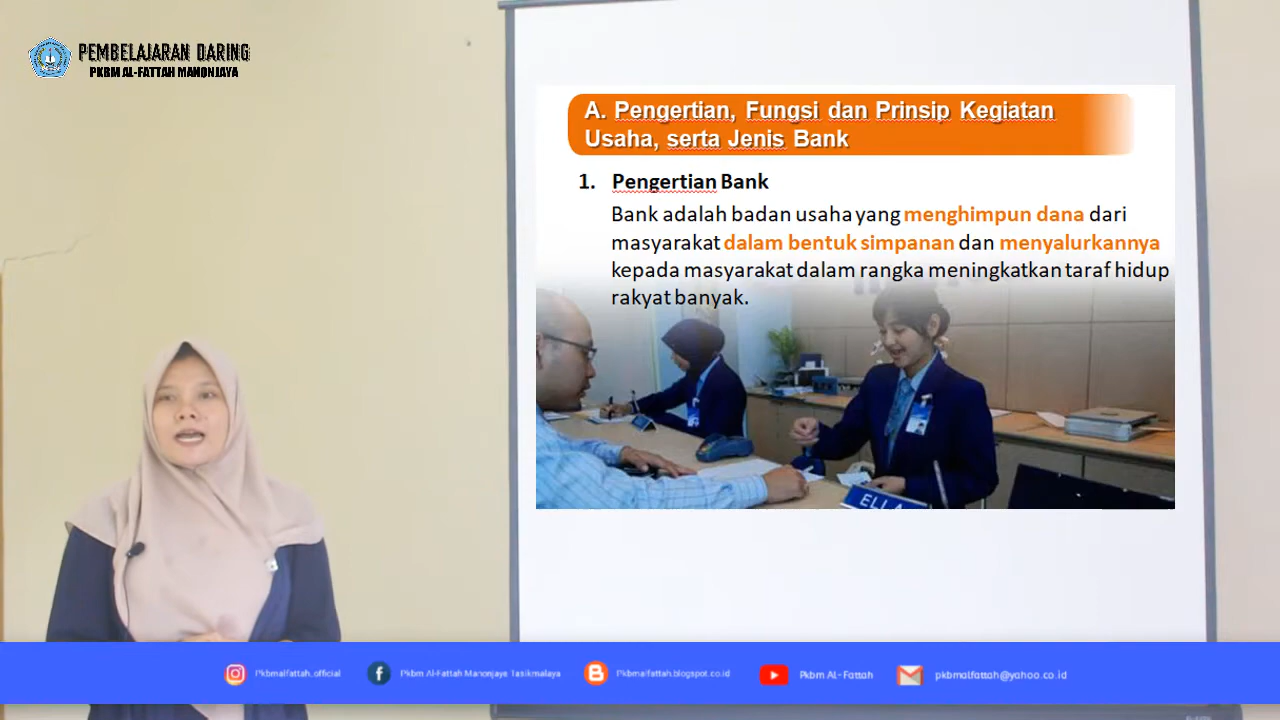 PEMBELAJARAN DARING
PKBM AL-FATTAH MANONJAYA
A. Pengertian, Fungsi dan Prinsip Kegiatan
Usaha, serta Jenis Bank
1. Pengertian Bank
Bank adalah badan usaha yang menghimpun dana dari
masyarakat dalam bentuk simpanan dan menyalurkannya
kepada masyarakat dalam rangka meningkatkan taraf hidup
rakyat banyak.
ELLA
Pkbmalfattah.official
Pkbm Al-Fattah Manonjaya Tasikmalaya
Pkbmalfattah.blogspot.co.id
Pkbm AL-Fattah
pkbmalfattah@yahoo.co.id